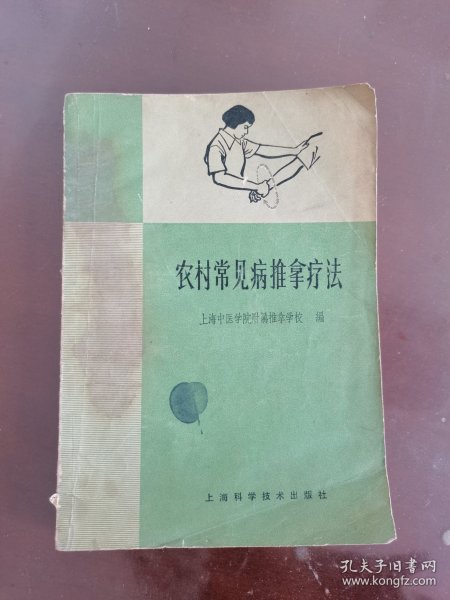 农村常见病推拿疗法
上海中医学院附属推拿学校 编
上海科学技术出版社
孔夫子旧书网
www.kongfz.com